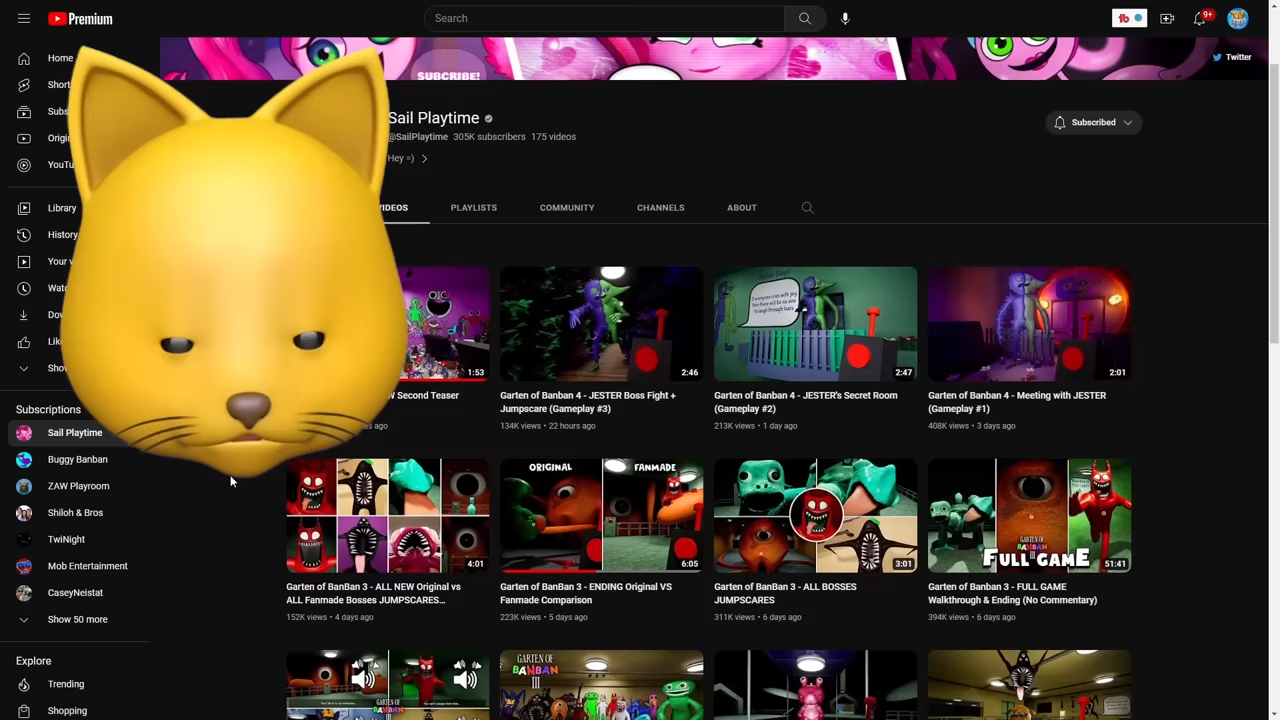 Premium
Search
9+
Home
Short
Subs
Origin
YouTu
Library
History
Your v
Watc
Dow
Like
Show
Subscriptions
Sail Playtime
Buggy Banban
ZAW Playroom
Shiloh & Bros
TwiNight
Mob Entertainment
CaseyNeistat
Show 50 more
Explore
Trending
Shopping
SUBCRIBE!
Twitter
Sail Playtime
@SailPlaytime 305K subscribers 175 videos
Hey =)
Subscribed
VIDEOS PLAYLISTS COMMUNITY CHANNELS ABOUT
1:53
2:46
2:47
2:01
Second Teaser
Garten of Banban 4 - JESTER Boss Fight +
Jumpscare (Gameplay #3)
134K views • 22 hours ago
Garten of Banban 4 - JESTER's Secret Room
(Gameplay #2)
213K views • 1 day ago
Garten of Banban 4 - Meeting with JESTER
(Gameplay #1)
408K views • 3 days ago
4:01
ORIGINAL FANMADE
6:05
3:01
GARTEN OF
BANBAN
FULL GAME
51:41
Garten of BanBan 3 - ALL NEW Original vs
ALL Fanmade Bosses JUMPSCARES…
152K views • 4 days ago
Garten of BanBan 3 - ENDING Original VS
Fanmade Comparison
223K views • 5 days ago
Garten of BanBan 3 - ALL BOSSES
JUMPSCARES
311K views • 6 days ago
Garten of Banban 3 - FULL GAME
Walkthrough & Ending (No Commentary)
394K views • 6 days ago
GARTEN OF
BANBAN
III